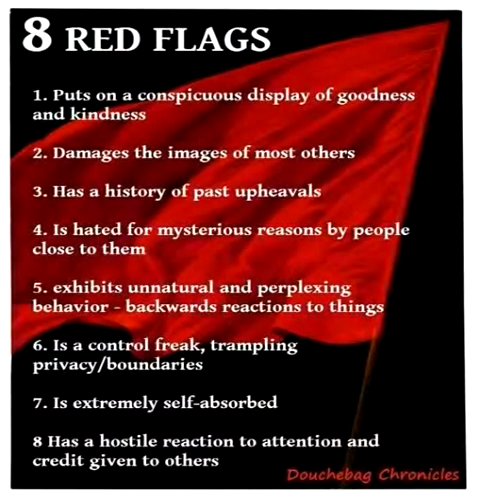 8 RED FLAGS
1. Puts on a conspicuous display of goodness
and kindness
2. Damages the images of most others
3. Has a history of past upheavals
4. Is hated for mysterious reasons by people
close to them
5. exhibits unnatural and perplexing
behavior - backwards reactions to things
6. Is a control freak, trampling
privacy/boundaries
7. Is extremely self-absorbed
8 Has a hostile reaction to attention and
credit given to others
Douchebag Chronicles